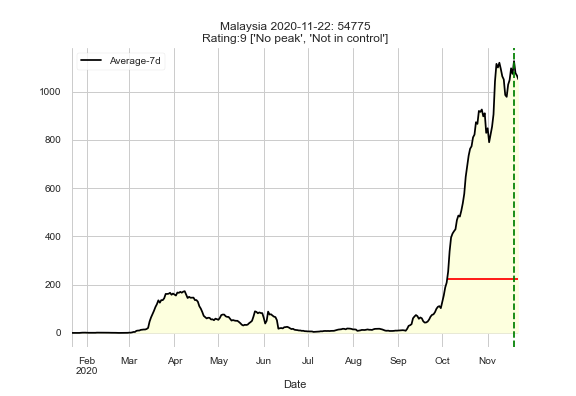 Malaysia 2020-11-22: 54775
Rating:9 ['No peak', 'Not in control']
Average-7d
1000
800
600
400
200
0
Feb Mar Apr May Jun Jul Aug Sep Oct Nov
2020
Date